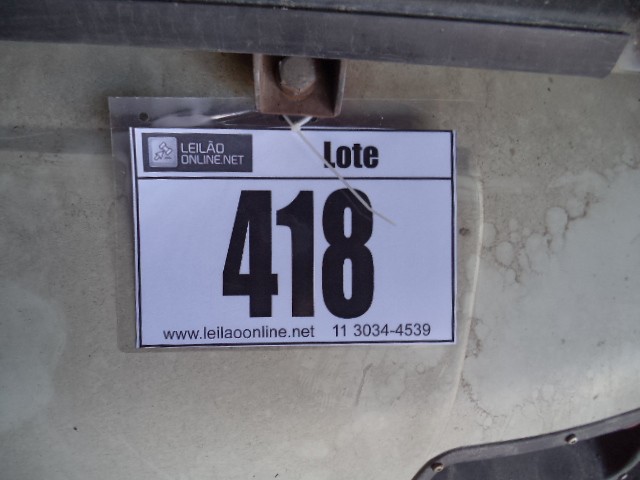 LEILÃO
ONLINE.NET
Lote
418
www.leilaoonline.net 11 3034-4539